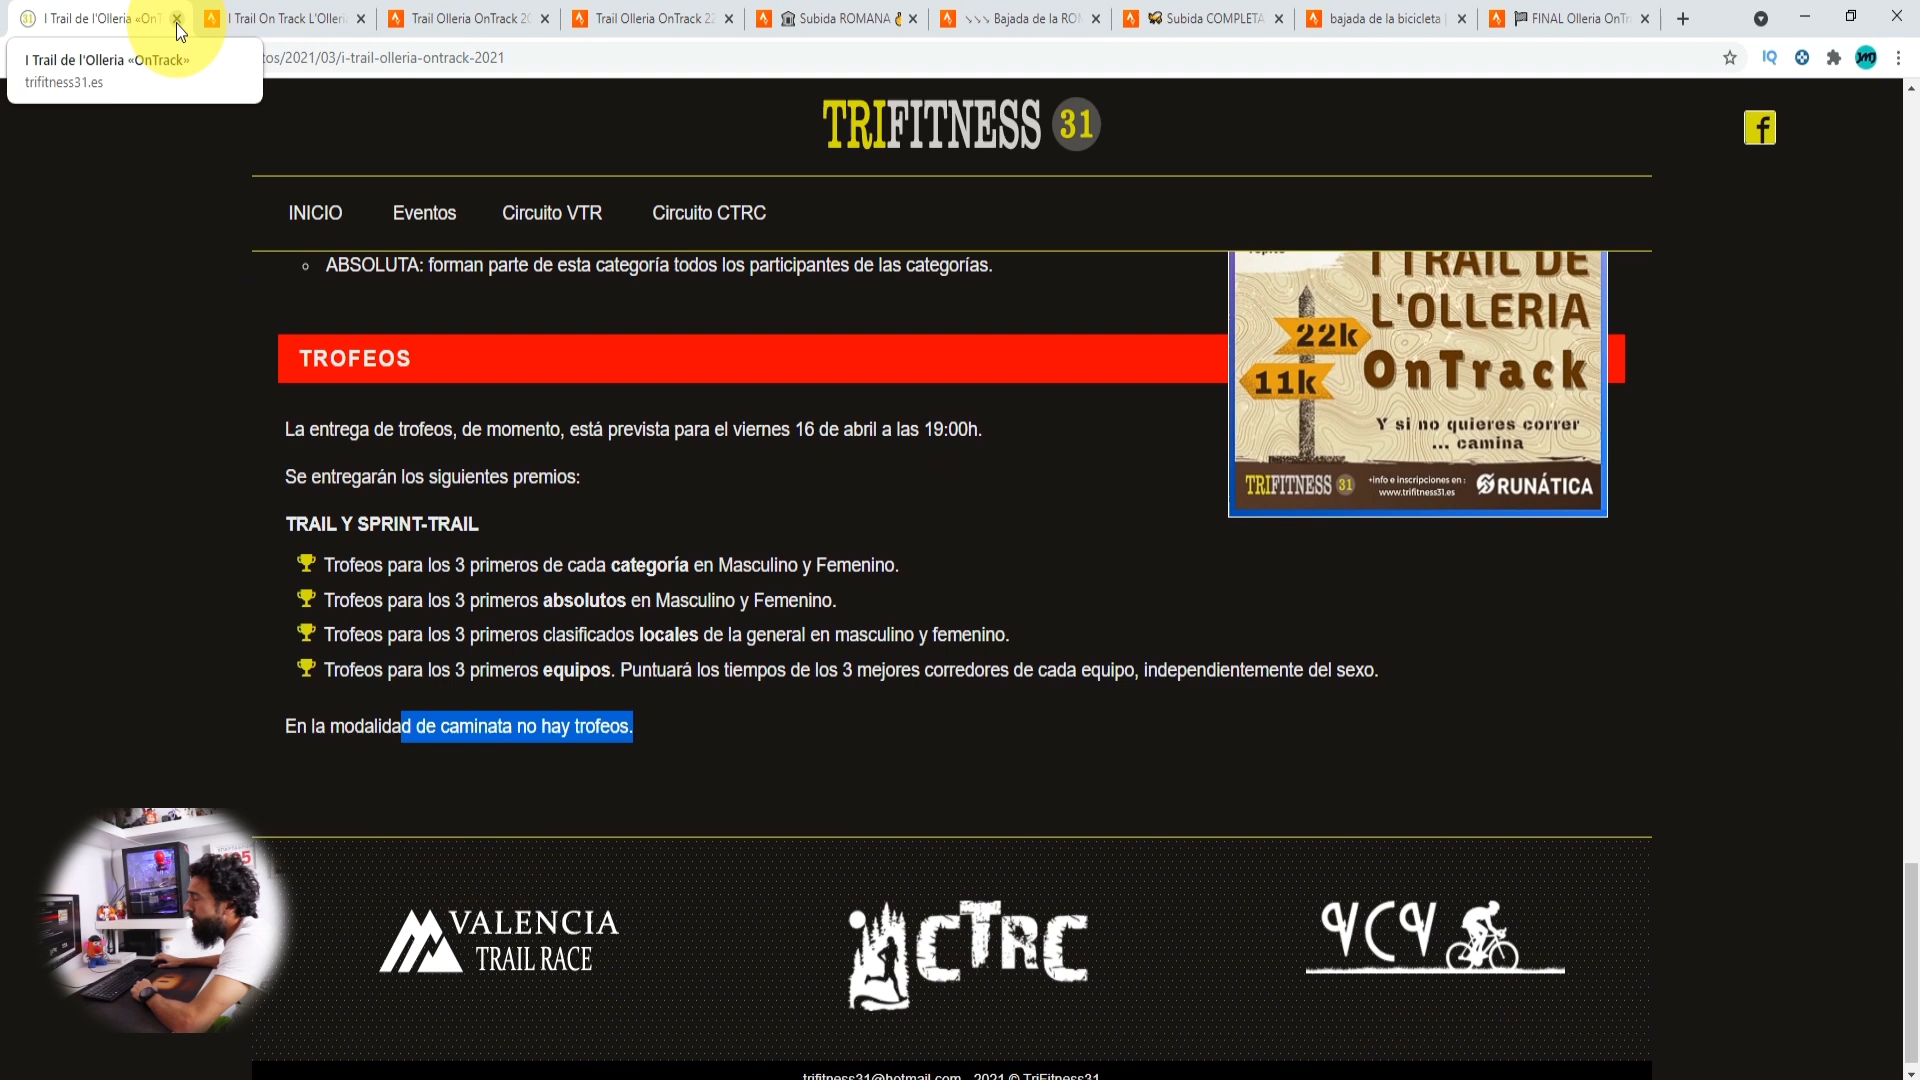 I Trail de l'Olleria «OnT
I Trail On Track L'Olleri
Trail Olleria OnTrack 20
Trail Olleria OnTrack 22
Subida ROMANA
↘↘↘ Bajada de la RO
Subida COMPLETA
bajada de la bicicleta
FINAL Olleria OnTr
I Trail de l'Olleria «OnTrack»
trifitness31.es
tos/2021/03/i-trail-olleria-ontrack-2021
IQ
TRIFITNESS 31
f
INICIO Eventos Circuito VTR Circuito CTRC
ABSOLUTA: forman parte de esta categoría todos los participantes de las categorías.
TROFEOS
La entrega de trofeos, de momento, está prevista para el viernes 16 de abril a las 19:00h.
Se entregarán los siguientes premios:
TRAIL Y SPRINT-TRAIL
Trofeos para los 3 primeros de cada categoría en Masculino y Femenino.
Trofeos para los 3 primeros absolutos en Masculino y Femenino.
Trofeos para los 3 primeros clasificados locales de la general en masculino y femenino.
Trofeos para los 3 primeros equipos. Puntuará los tiempos de los 3 mejores corredores de cada equipo, independientemente del sexo.
En la modalidad de caminata no hay trofeos.
I TRAIL DE
L'OLLERIA
OnTrack
22k
11k
Y si no quieres correr
... camina
TRIFITNESS 31
+info e inscripciones en :
www.trifitness31.es
RUNÁTICA
VALENCIA
TRAIL RACE
CTRC
VCV
trifitness31@hotmail.com - 2021 © TriFitness31